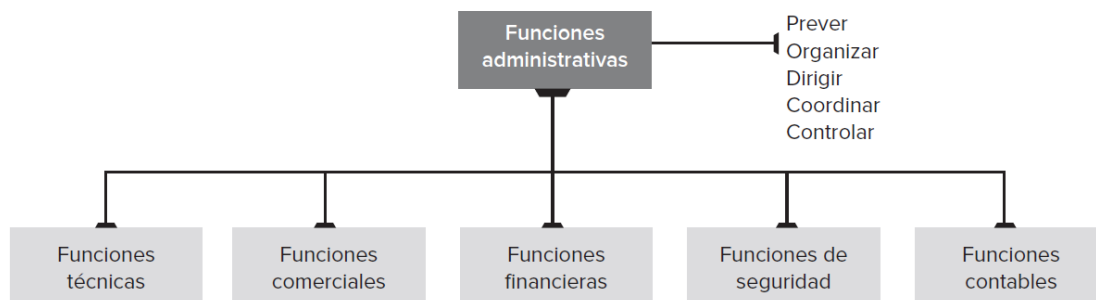 Funciones
administrativas
Prever
Organizar
Dirigir
Coordinar
Controlar
Funciones
técnicas
Funciones
comerciales
Funciones
financieras
Funciones de
seguridad
Funciones
contables